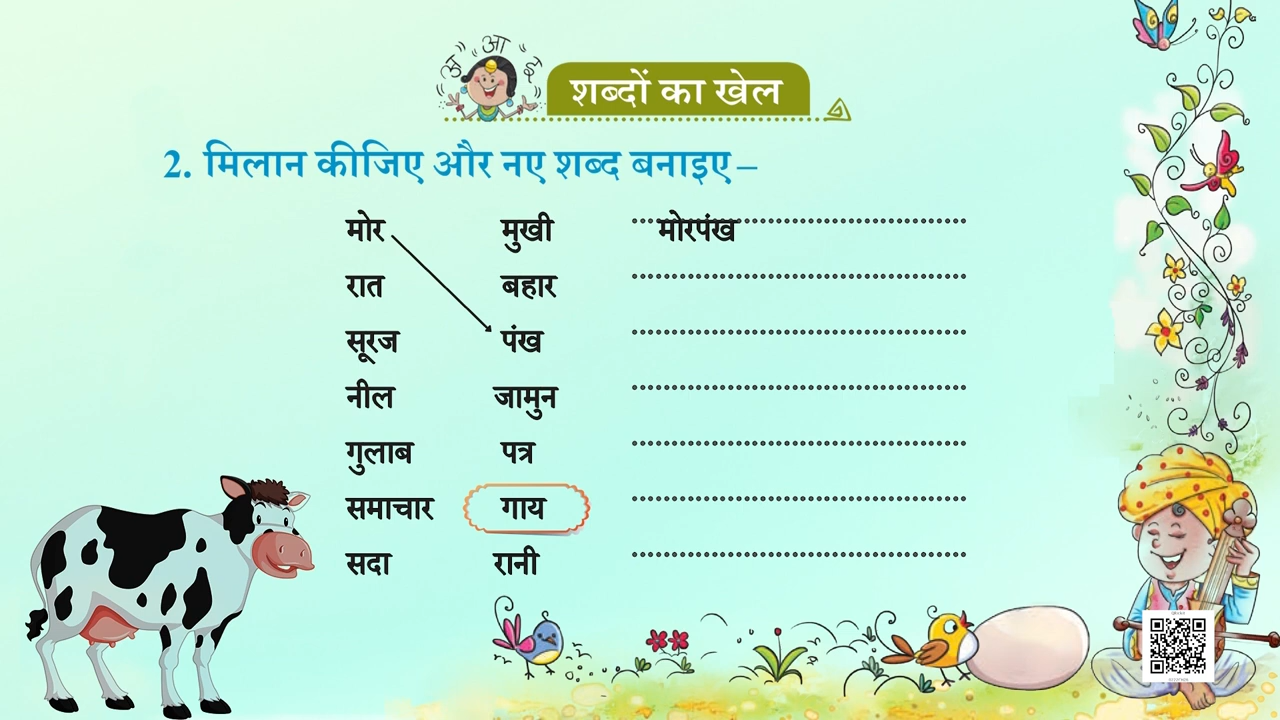 अ" आ" इ
शब्दों का खेल
2. मिलान कीजिए और नए शब्द बनाइए –
मोर मुखी मोरपंख
रात बहार
सूरज पंख
नील जामुन
गुलाब पत्र
समाचार गाय
सदा रानी